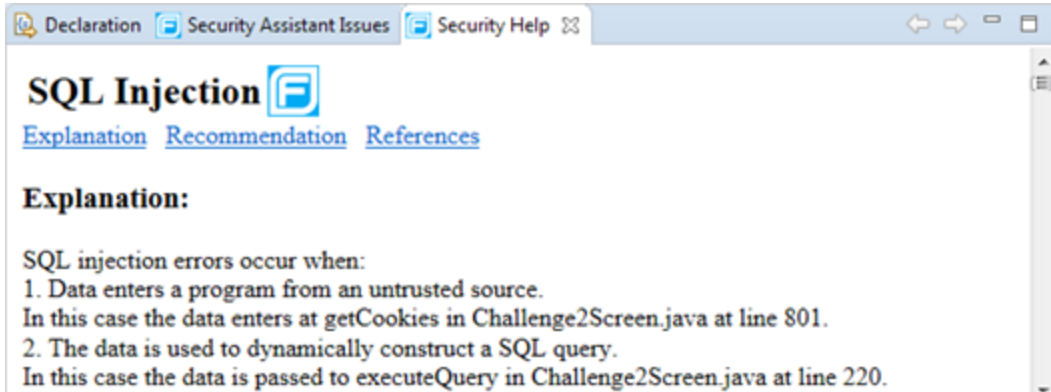 Declaration Security Assistant Issues Security Help
SQL Injection
Explanation Recommendation References
Explanation:
SQL injection errors occur when:
1. Data enters a program from an untrusted source.
In this case the data enters at getCookies in Challenge2Screen.java at line 801.
2. The data is used to dynamically construct a SQL query.
In this case the data is passed to executeQuery in Challenge2Screen.java at line 220.